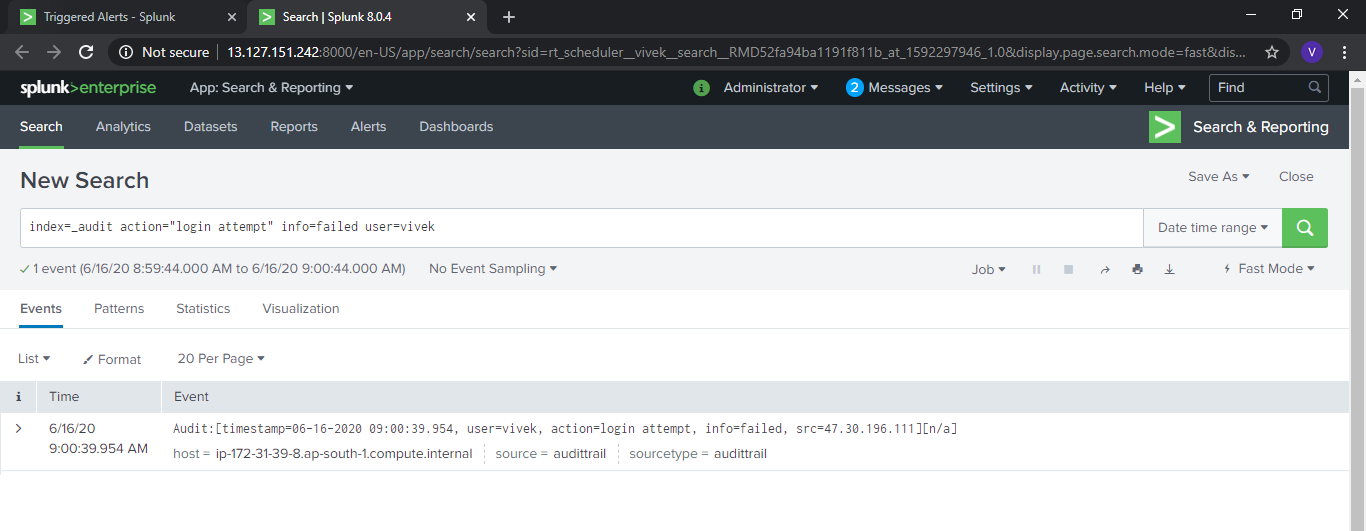 Triggered Alerts - Splunk
Search | Splunk 8.0.4
Not secure | 13.127.151.242:8000/en-US/app/search/search?sid=rt_scheduler__vivek__search__RMD52fa94ba1191f811b_at_1592297946_1.0&display.page.search.mode=fast&dis...
V
splunk>enterprise App: Search & Reporting i Administrator 2 Messages Settings Activity Help Find
Search Analytics Datasets Reports Alerts Dashboards > Search & Reporting
New Search Save As Close
index=_audit action="login attempt" info=failed user=vivek Date time range
1 event (6/16/20 8:59:44.000 AM to 6/16/20 9:00:44.000 AM) No Event Sampling Job Fast Mode
Events Patterns Statistics Visualization
List Format 20 Per Page
i Time Event
6/16/20 Audit:[timestamp=06-16-2020 09:00:39.954, user=vivek, action=login attempt, info=failed, src=47.30.196.111][n/a]
9:00:39.954 AM host = ip-172-31-39-8.ap-south-1.compute.internal source = audittrail sourcetype = audittrail